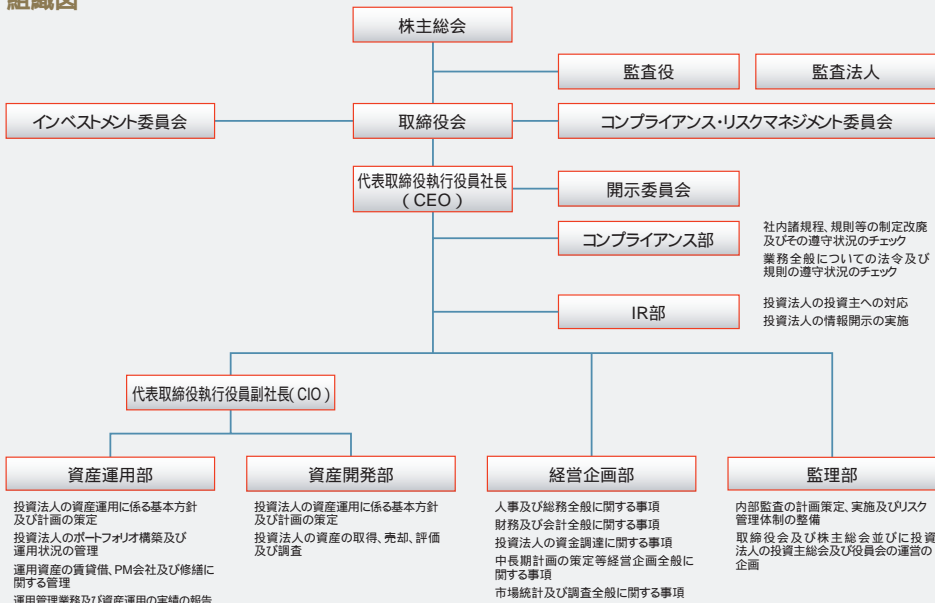 組織図
株主総会
監査役
監査法人
インベストメント委員会
取締役会
コンプライアンス・リスクマネジメント委員会
代表取締役執行役員社長
(CEO)
開示委員会
コンプライアンス部
社内諸規程、規則等の制定改廃
及びその遵守状況のチェック
業務全般についての法令及び
規則の遵守状況のチェック
IR部
投資法人の投資主への対応
投資法人の情報開示の実施
代表取締役執行役員副社長(CIO)
資産運用部
投資法人の資産運用に係る基本方針
及び計画の策定
投資法人のポートフォリオ構築及び
運用状況の管理
運用資産の賃貸借、PM会社及び修繕に
関する管理
運用管理業務及び資産運用の実績の報告
資産開発部
投資法人の資産運用に係る基本方針
及び計画の策定
投資法人の資産の取得、売却、評価
及び調査
経営企画部
人事及び総務全般に関する事項
財務及び会計全般に関する事項
投資法人の資金調達に関する事項
中長期計画の策定等経営企画全般に
関する事項
市場統計及び調査全般に関する事項
監理部
内部監査の計画策定、実施及びリスク
管理体制の整備
取締役会及び株主総会並びに投資
法人の投資主総会及び役員会の運営の
企画